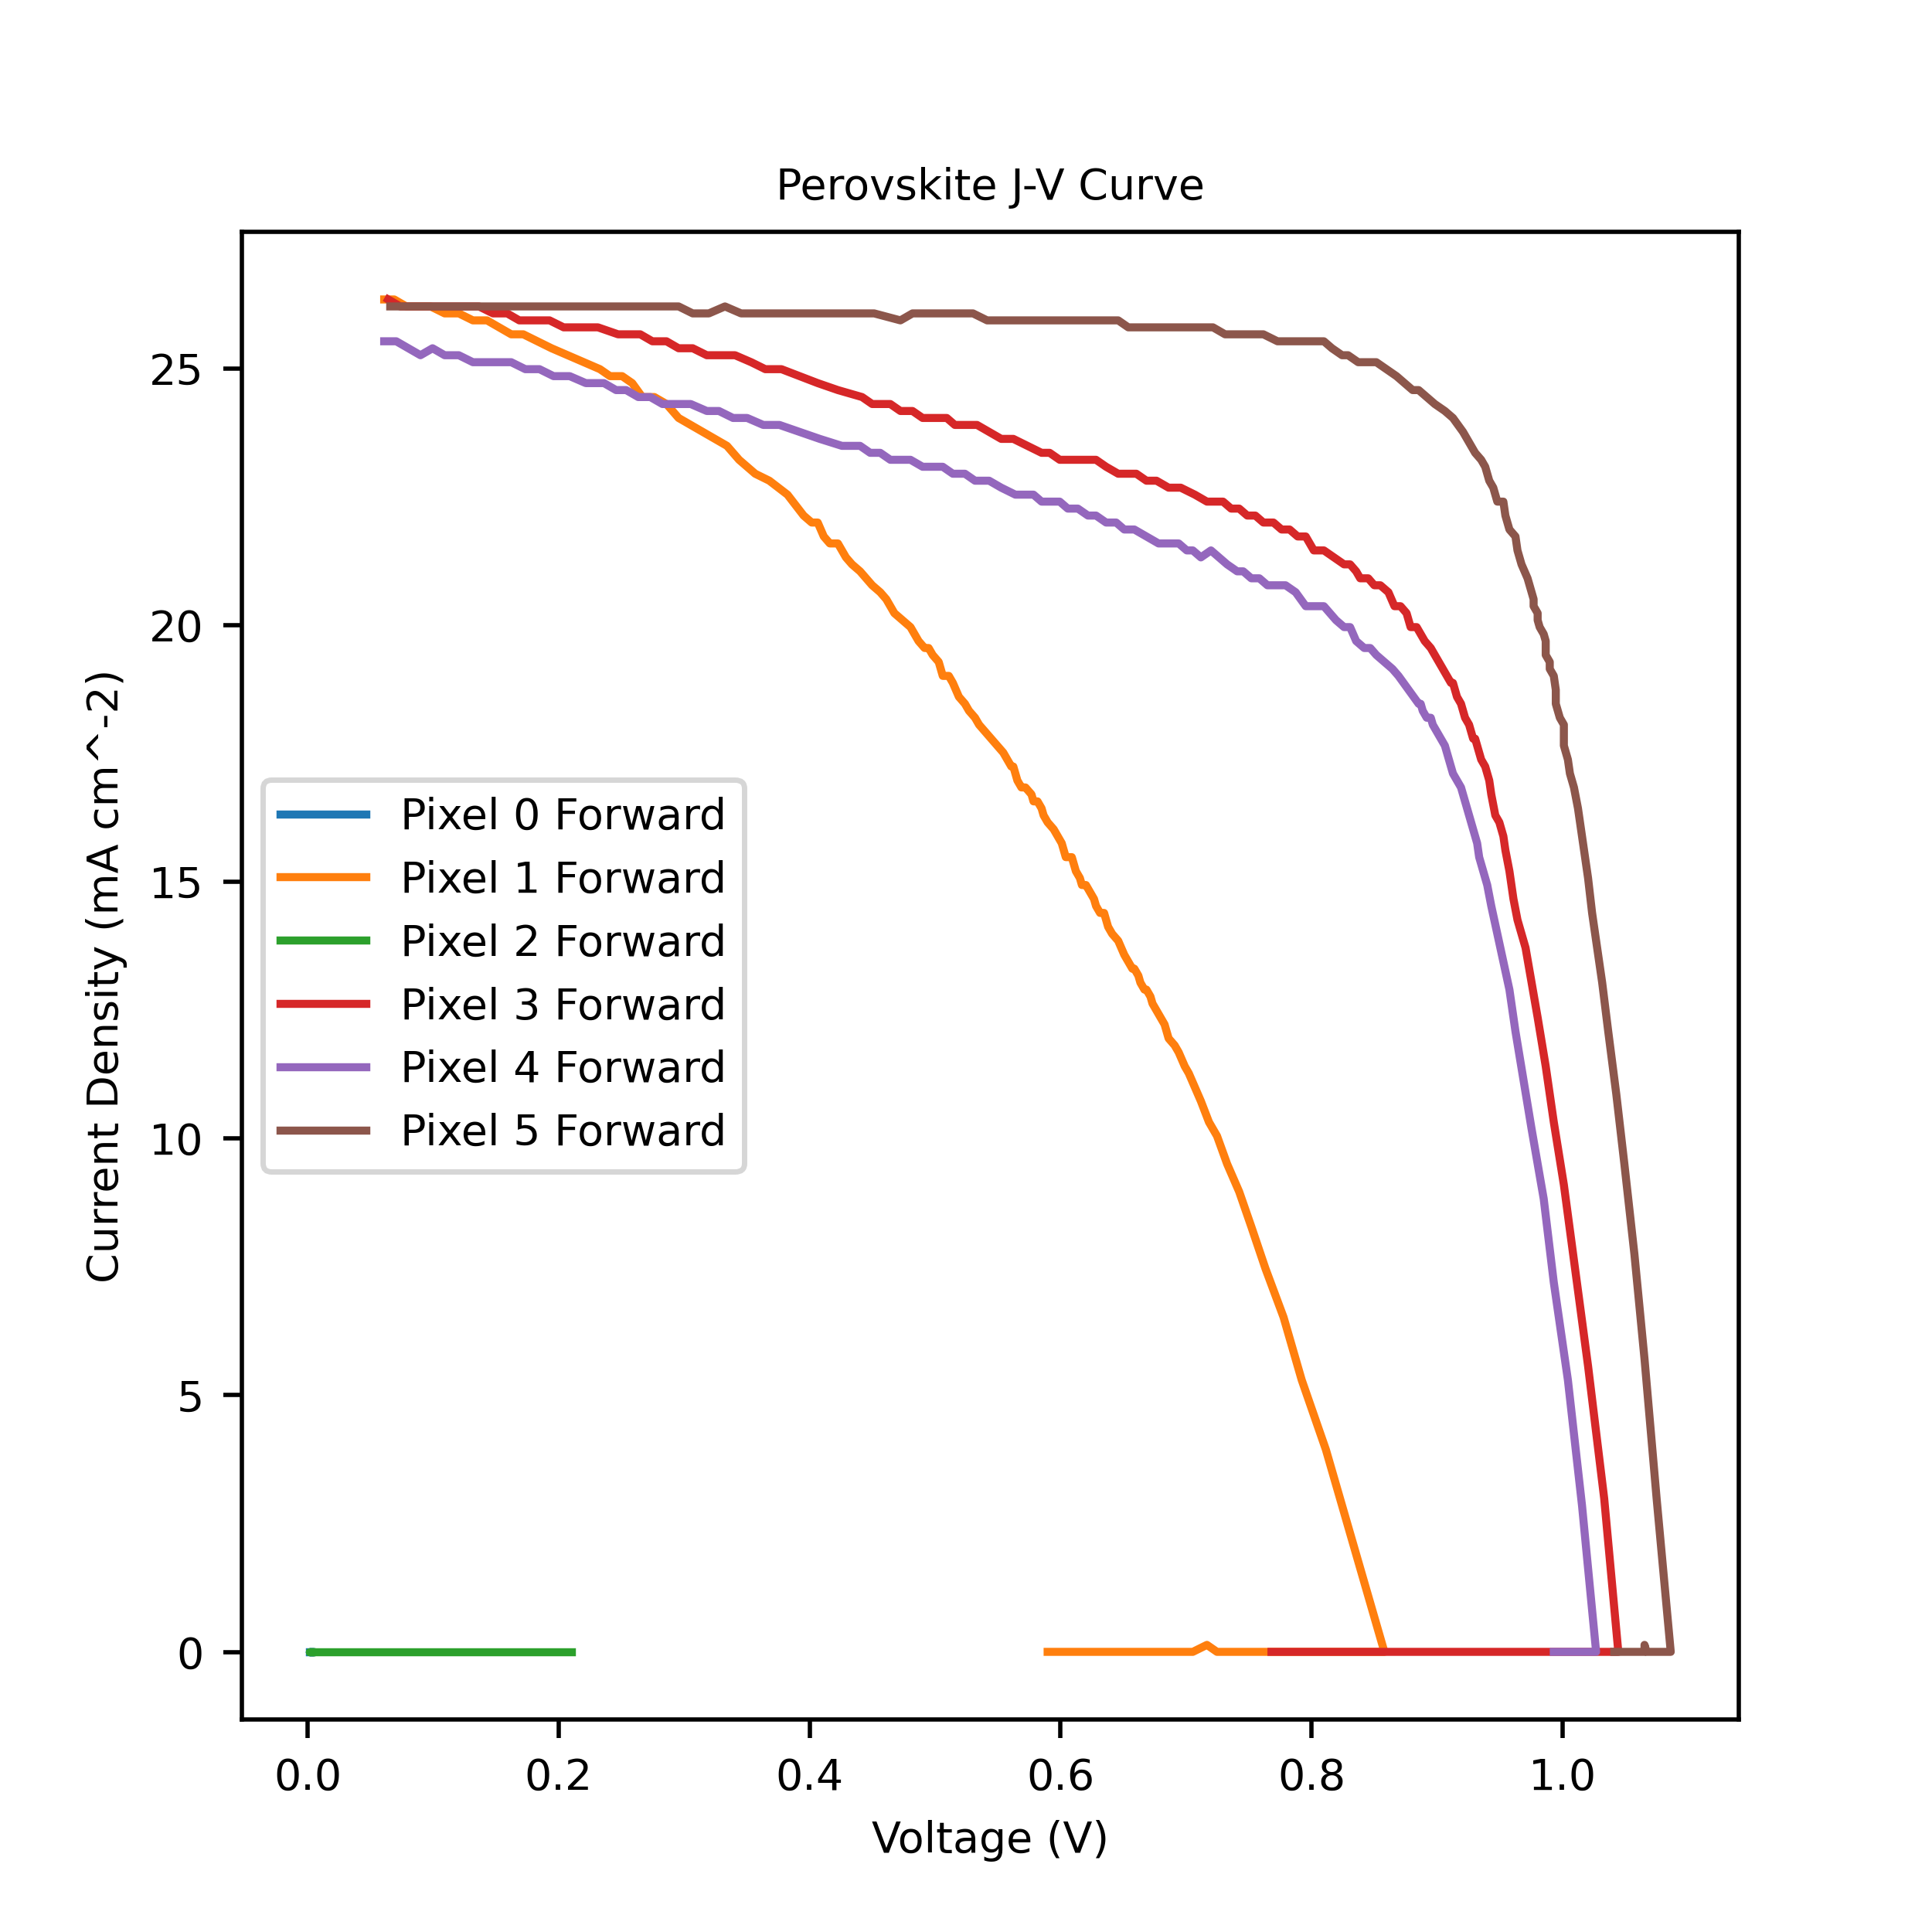 Perovskite J-V Curve
Current Density (mA cm^-2)
25
20
15
10
5
0
Pixel 0 Forward
Pixel 1 Forward
Pixel 2 Forward
Pixel 3 Forward
Pixel 4 Forward
Pixel 5 Forward
0.0 0.2 0.4 0.6 0.8 1.0
Voltage (V)